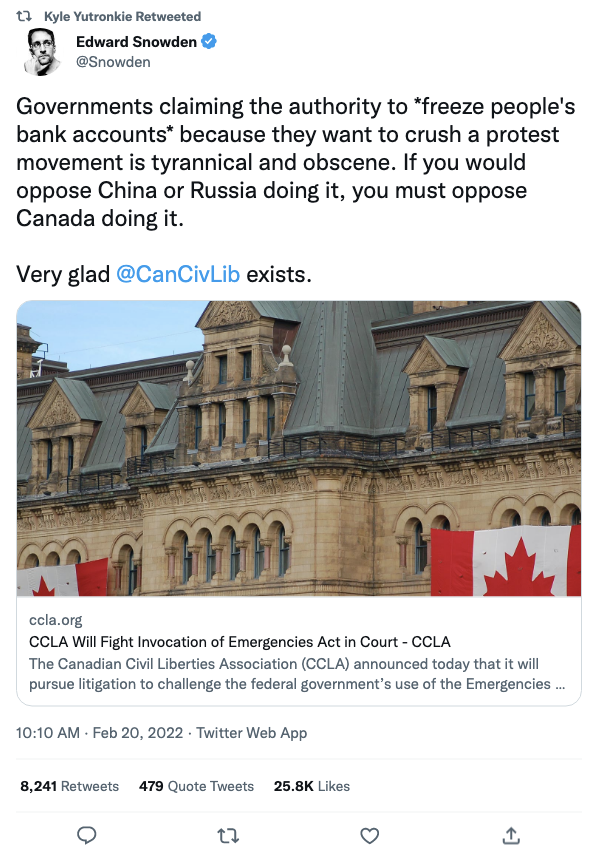 Kyle Yutronkie Retweeted
Edward Snowden
@Snowden
Governments claiming the authority to *freeze people's
bank accounts* because they want to crush a protest
movement is tyrannical and obscene. If you would
oppose China or Russia doing it, you must oppose
Canada doing it.
Very glad @CanCivLib exists.
ccla.org
CCLA Will Fight Invocation of Emergencies Act in Court - CCLA
The Canadian Civil Liberties Association (CCLA) announced today that it will
pursue litigation to challenge the federal government’s use of the Emergencies ...
10:10 AM · Feb 20, 2022 · Twitter Web App
8,241 Retweets 479 Quote Tweets 25.8K Likes